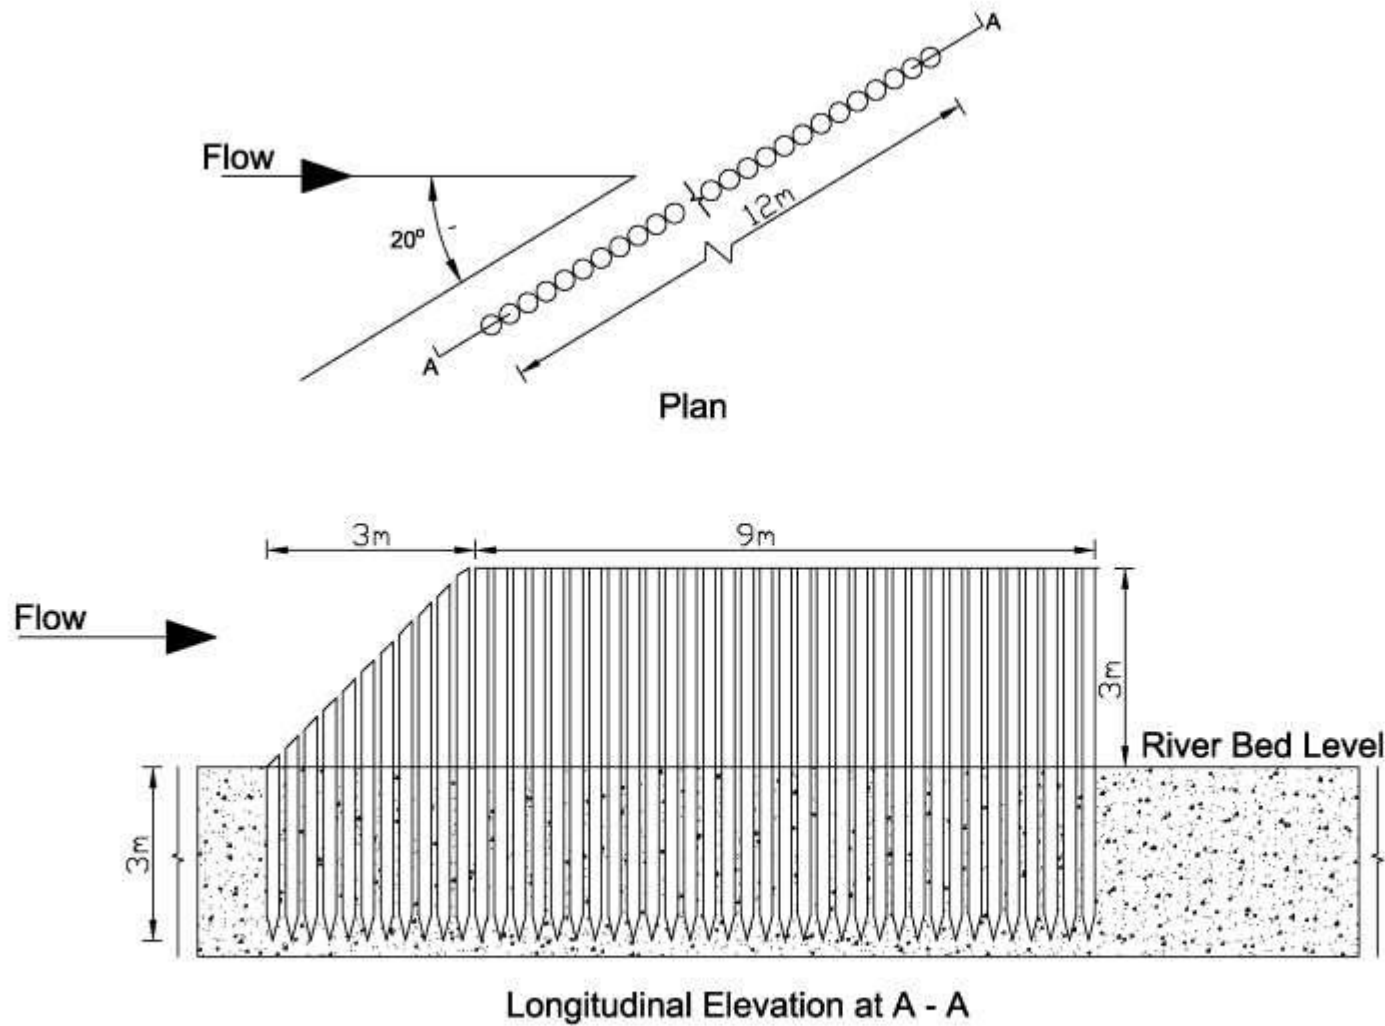 A
Flow
20°
12m
A
Plan
3m
9m
Flow
3m
River Bed Level
3m
Longitudinal Elevation at A - A